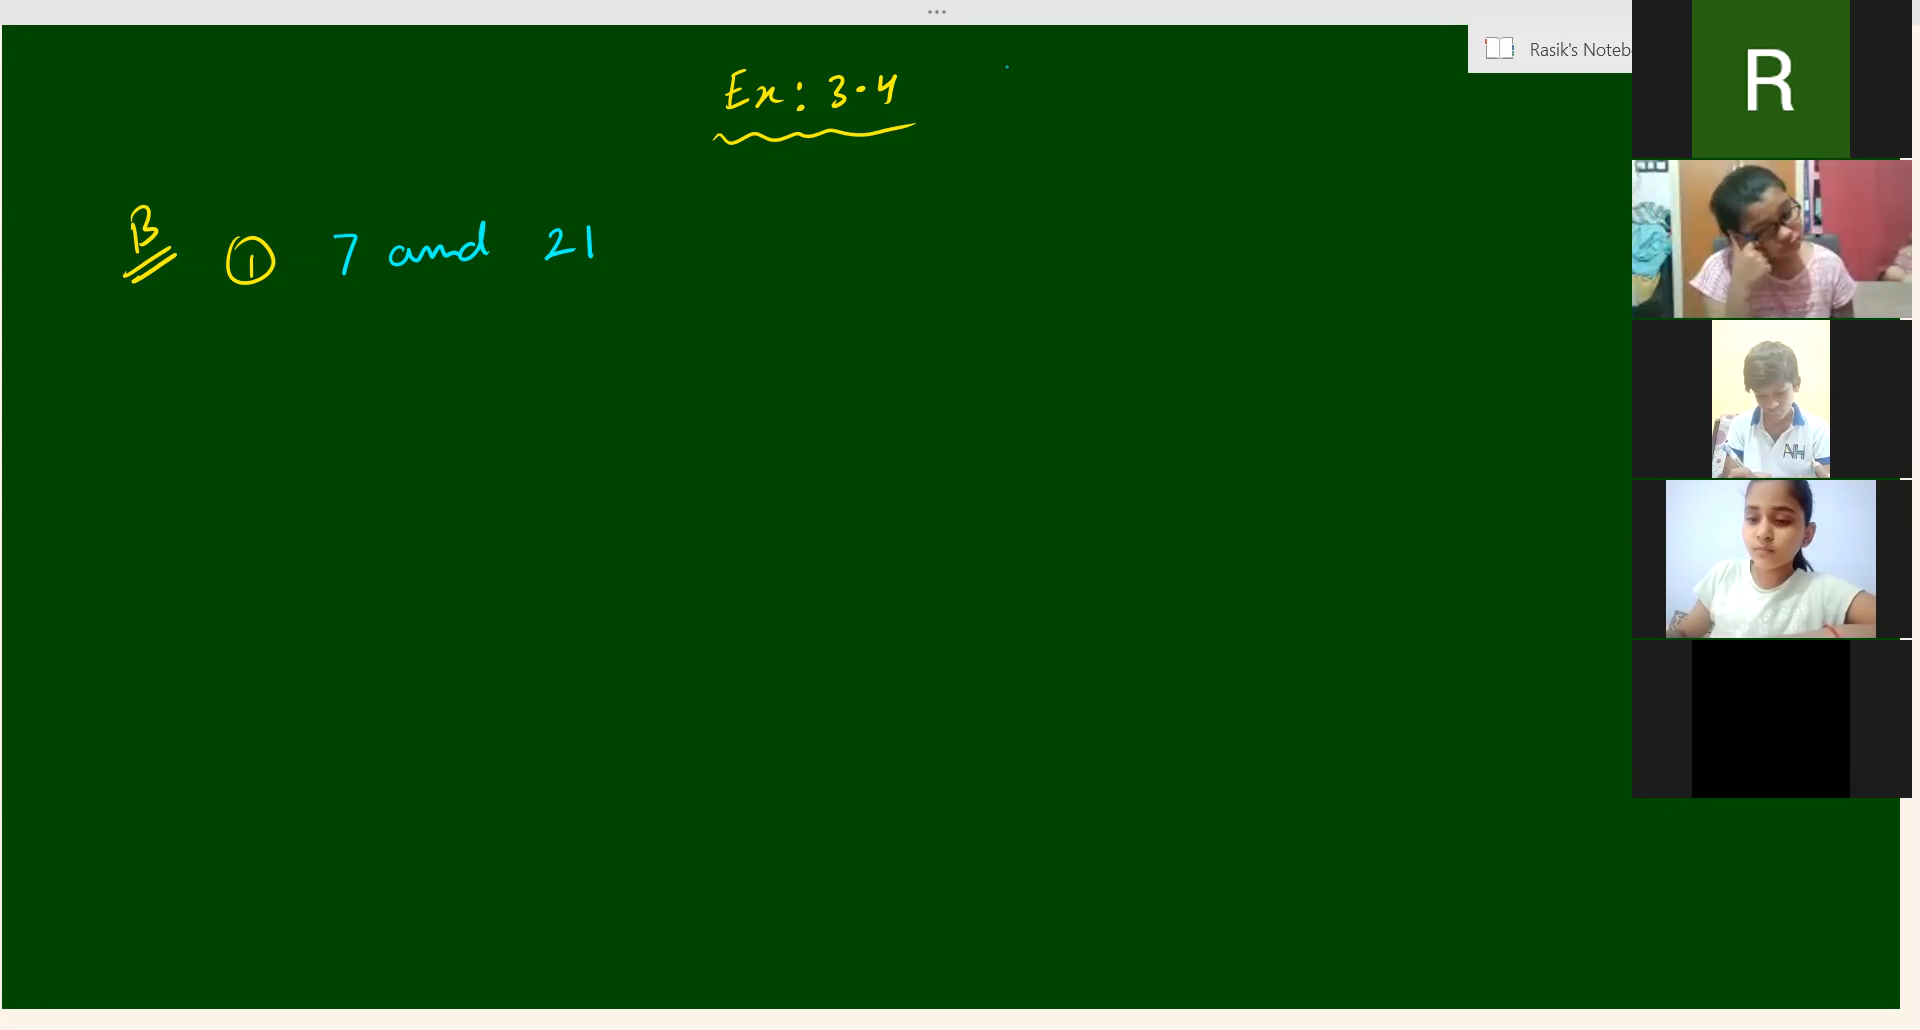 Rasik's Noteb
R
Ex: 3.4
B ① 7 and 21
AH